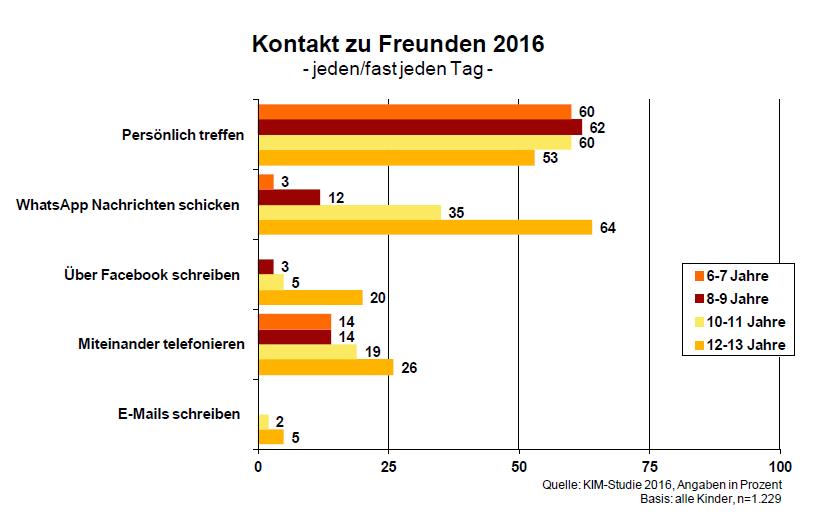 Kontakt zu Freunden 2016
- jeden/fast jeden Tag -
Persönlich treffen
60
62
60
53
WhatsApp Nachrichten schicken
3
12
35
64
Über Facebook schreiben
3
5
20
Miteinander telefonieren
14
14
19
26
E-Mails schreiben
2
5
6-7 Jahre
8-9 Jahre
10-11 Jahre
12-13 Jahre
0 25 50 75 100
Quelle: KIM-Studie 2016, Angaben in Prozent
Basis: alle Kinder, n=1.229